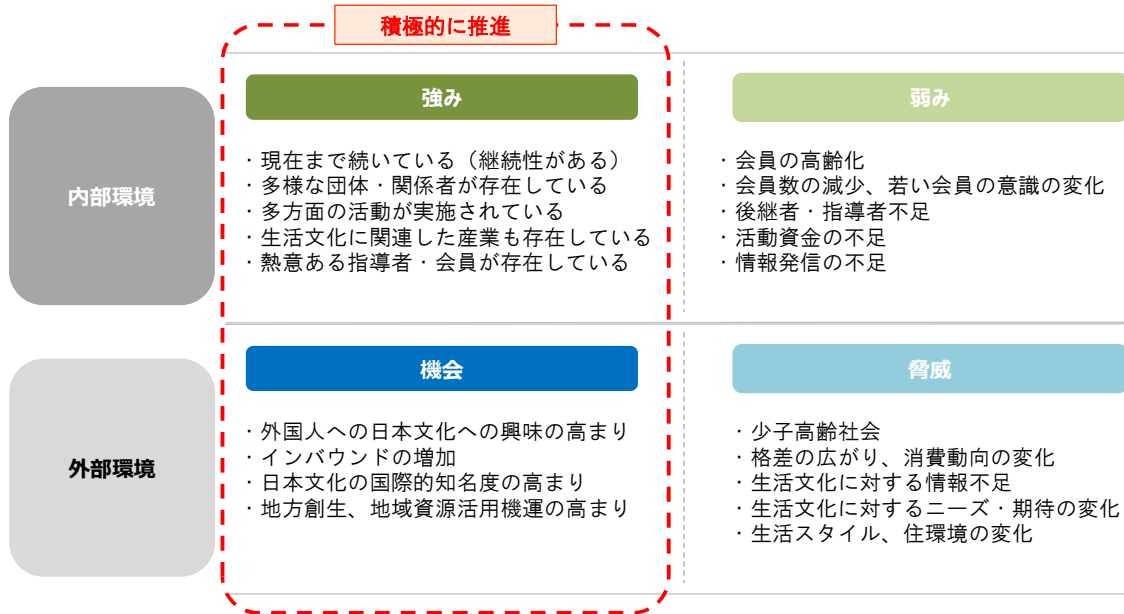 積極的に推進
内部環境
強み
・現在まで続いている（継続性がある）
・多様な団体・関係者が存在している
・多方面の活動が実施されている
・生活文化に関連した産業も存在している
・熱意ある指導者・会員が存在している
弱み
・会員の高齢化
・会員数の減少、若い会員の意識の変化
・後継者・指導者不足
・活動資金の不足
・情報発信の不足
外部環境
機会
・外国人への日本文化への興味の高まり
・インバウンドの増加
・日本文化の国際的知名度の高まり
・地方創生、地域資源活用機運の高まり
脅威
・少子高齢社会
・格差の広がり、消費動向の変化
・生活文化に対する情報不足
・生活文化に対するニーズ・期待の変化
・生活スタイル、住環境の変化